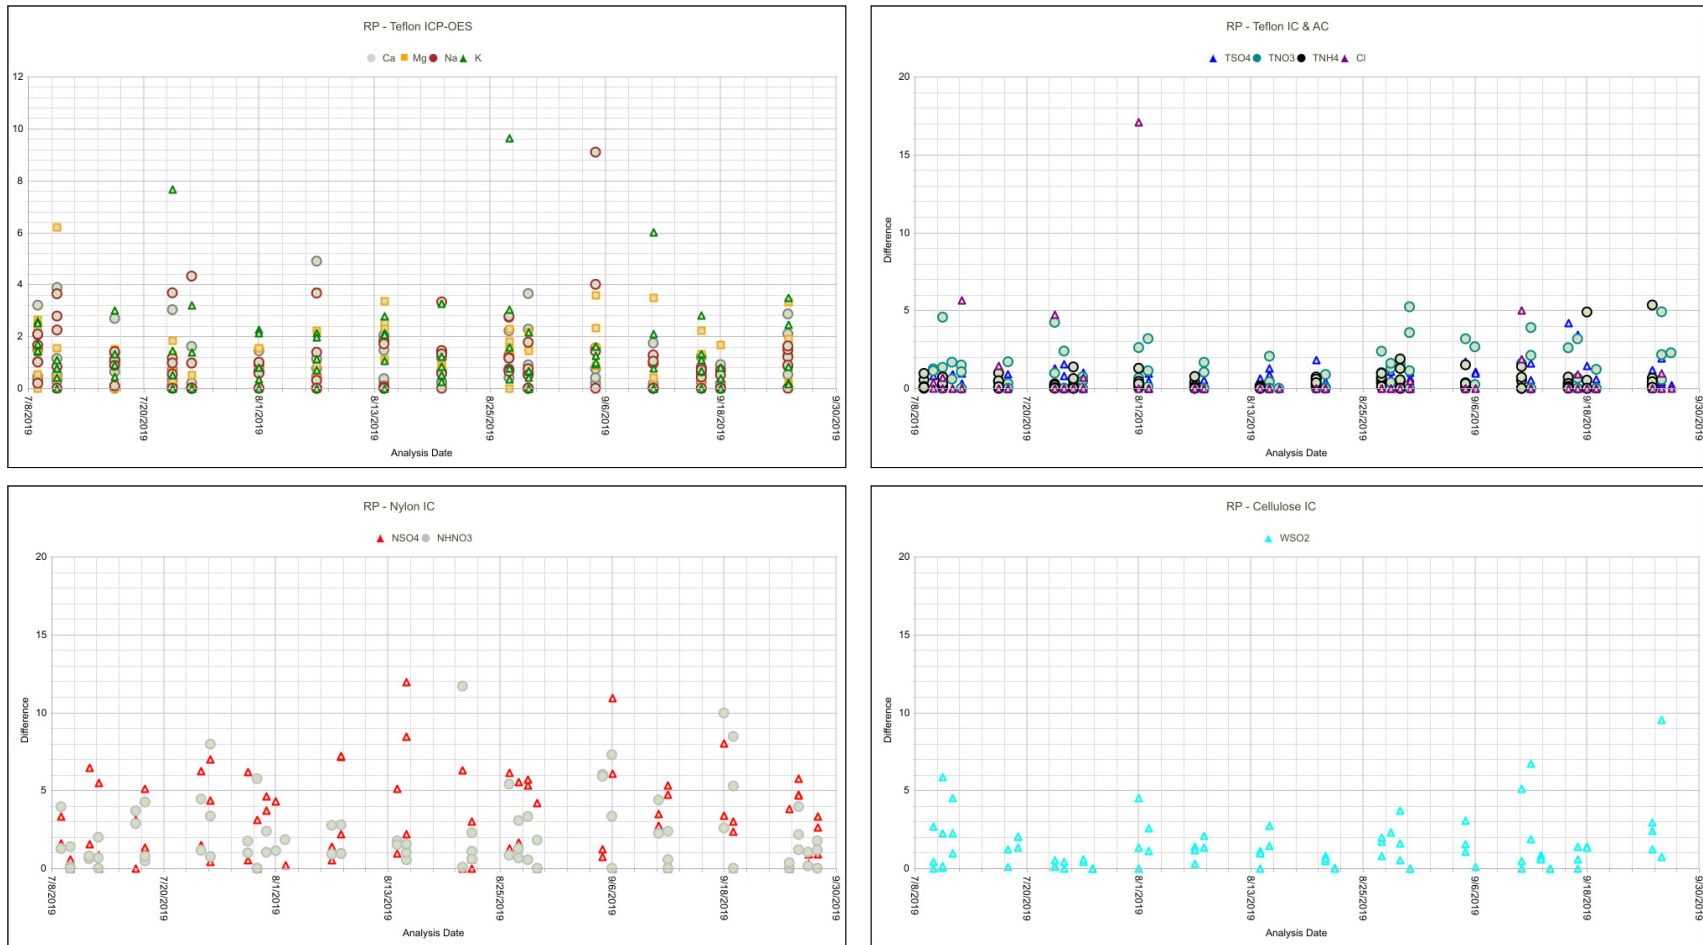 RP - Teflon ICP-OES
Ca Mg Na K
12
10
8
6
4
2
0
7/8/2019 7/20/2019 8/1/2019 8/13/2019 8/25/2019 9/6/2019 9/18/2019 9/30/2019
Analysis Date
RP - Teflon IC & AC
TSO4 TNO3 TNH4 Cl
Difference
20
15
10
5
0
7/8/2019 7/20/2019 8/1/2019 8/13/2019 8/25/2019 9/6/2019 9/18/2019 9/30/2019
Analysis Date
RP - Nylon IC
NSO4 NHNO3
Difference
20
15
10
5
0
7/8/2019 7/20/2019 8/1/2019 8/13/2019 8/25/2019 9/6/2019 9/18/2019 9/30/2019
Analysis Date
RP - Cellulose IC
WSO2
Difference
20
15
10
5
0
7/8/2019 7/20/2019 8/1/2019 8/13/2019 8/25/2019 9/6/2019 9/18/2019 9/30/2019
Analysis Date